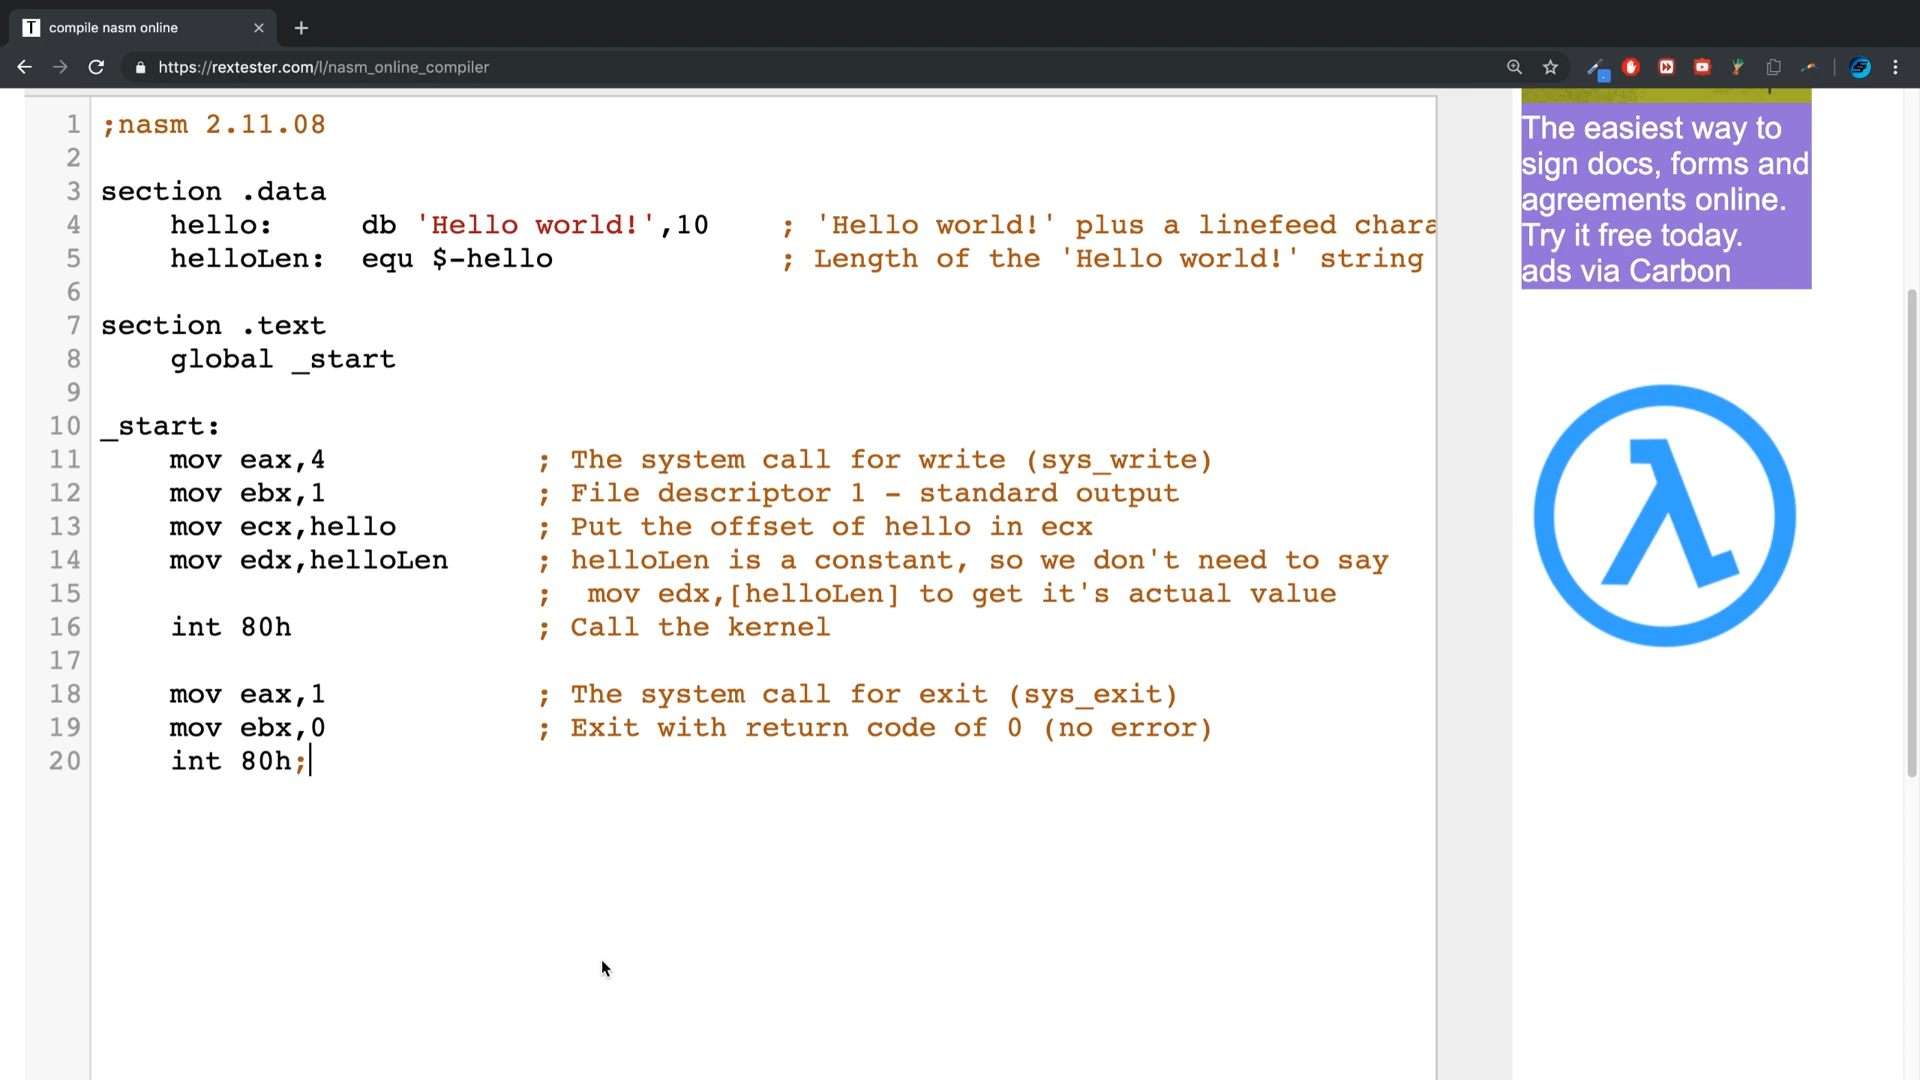 compile nasm online
https://rextester.com/l/nasm_online_compiler
1 ;nasm 2.11.08
2
3 section .data
4     hello:     db 'Hello world!',10    ; 'Hello world!' plus a linefeed chara
5     helloLen:  equ $-hello             ; Length of the 'Hello world!' string
6
7 section .text
8     global _start
9
10 _start:
11     mov eax,4            ; The system call for write (sys_write)
12     mov ebx,1            ; File descriptor 1 - standard output
13     mov ecx,hello        ; Put the offset of hello in ecx
14     mov edx,helloLen     ; helloLen is a constant, so we don't need to say
15                          ;  mov edx,[helloLen] to get it's actual value
16     int 80h              ; Call the kernel
17
18     mov eax,1            ; The system call for exit (sys_exit)
19     mov ebx,0            ; Exit with return code of 0 (no error)
20     int 80h;
The easiest way to
sign docs, forms and
agreements online.
Try it free today.
ads via Carbon